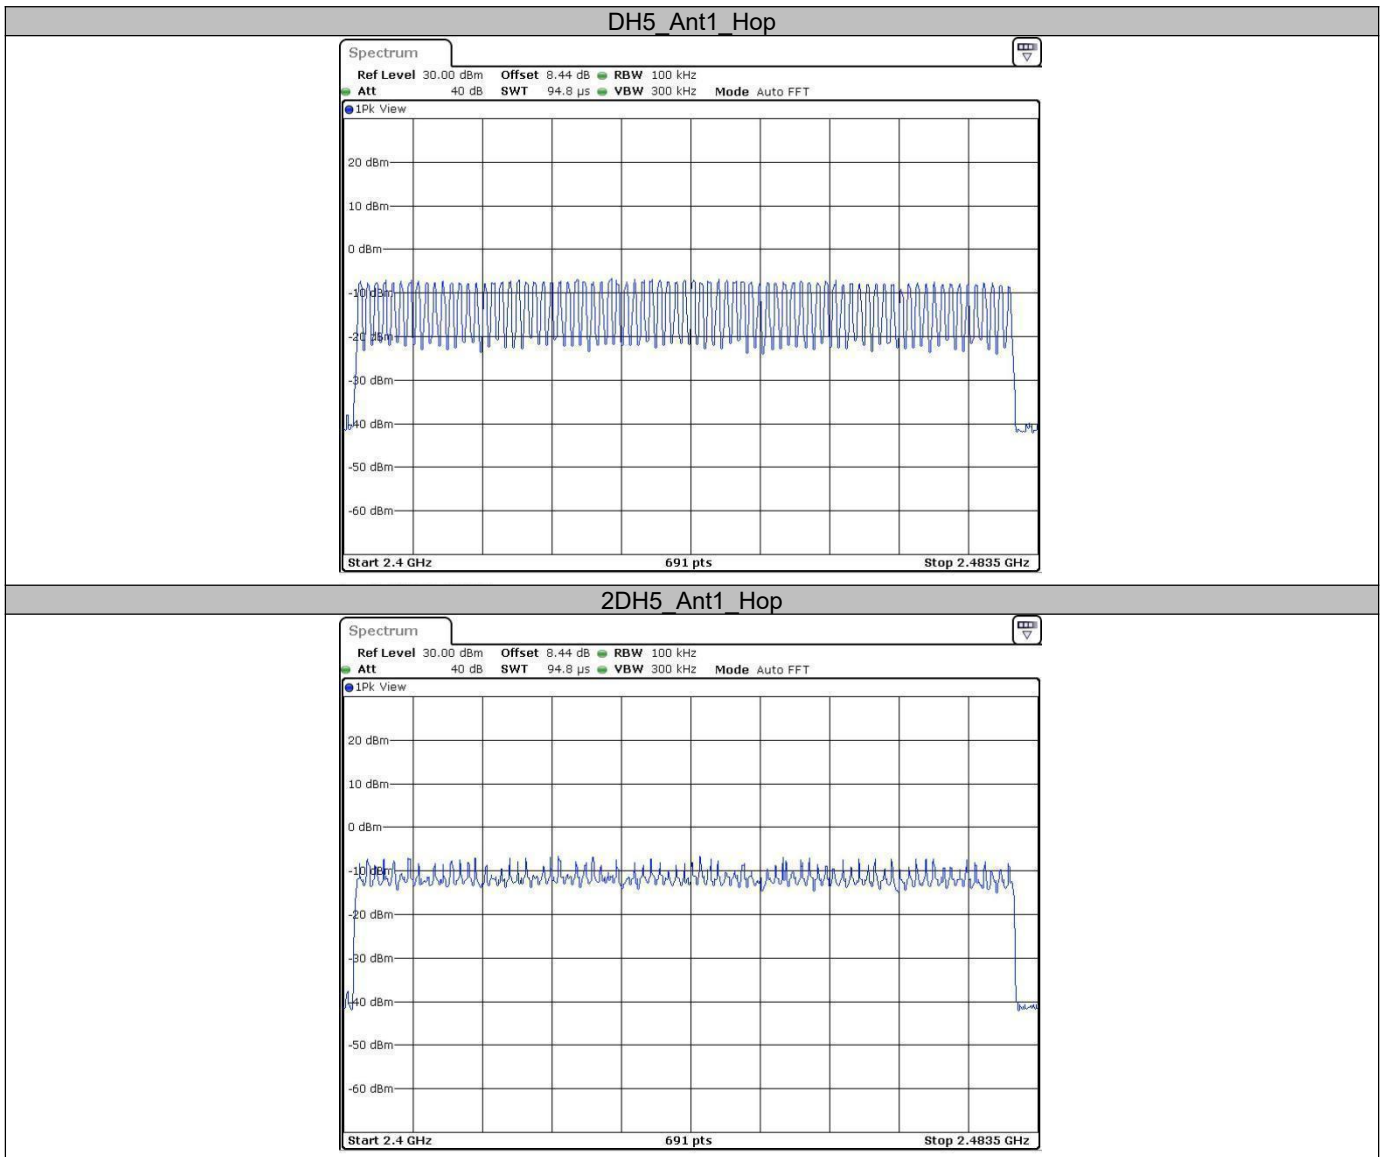 DH5_Ant1_Hop
Spectrum
Ref Level 30.00 dBm Offset 8.44 dB RBW 100 kHz
Att 40 dB SWT 94.8 µs VBW 300 kHz Mode Auto FFT
1Pk View
20 dBm
10 dBm
0 dBm
-10 dBm
-20 dBm
-30 dBm
-40 dBm
-50 dBm
-60 dBm
Start 2.4 GHz 691 pts Stop 2.4835 GHz
2DH5_Ant1_Hop
Spectrum
Ref Level 30.00 dBm Offset 8.44 dB RBW 100 kHz
Att 40 dB SWT 94.8 µs VBW 300 kHz Mode Auto FFT
1Pk View
20 dBm
10 dBm
0 dBm
-10 dBm
-20 dBm
-30 dBm
-40 dBm
-50 dBm
-60 dBm
Start 2.4 GHz 691 pts Stop 2.4835 GHz